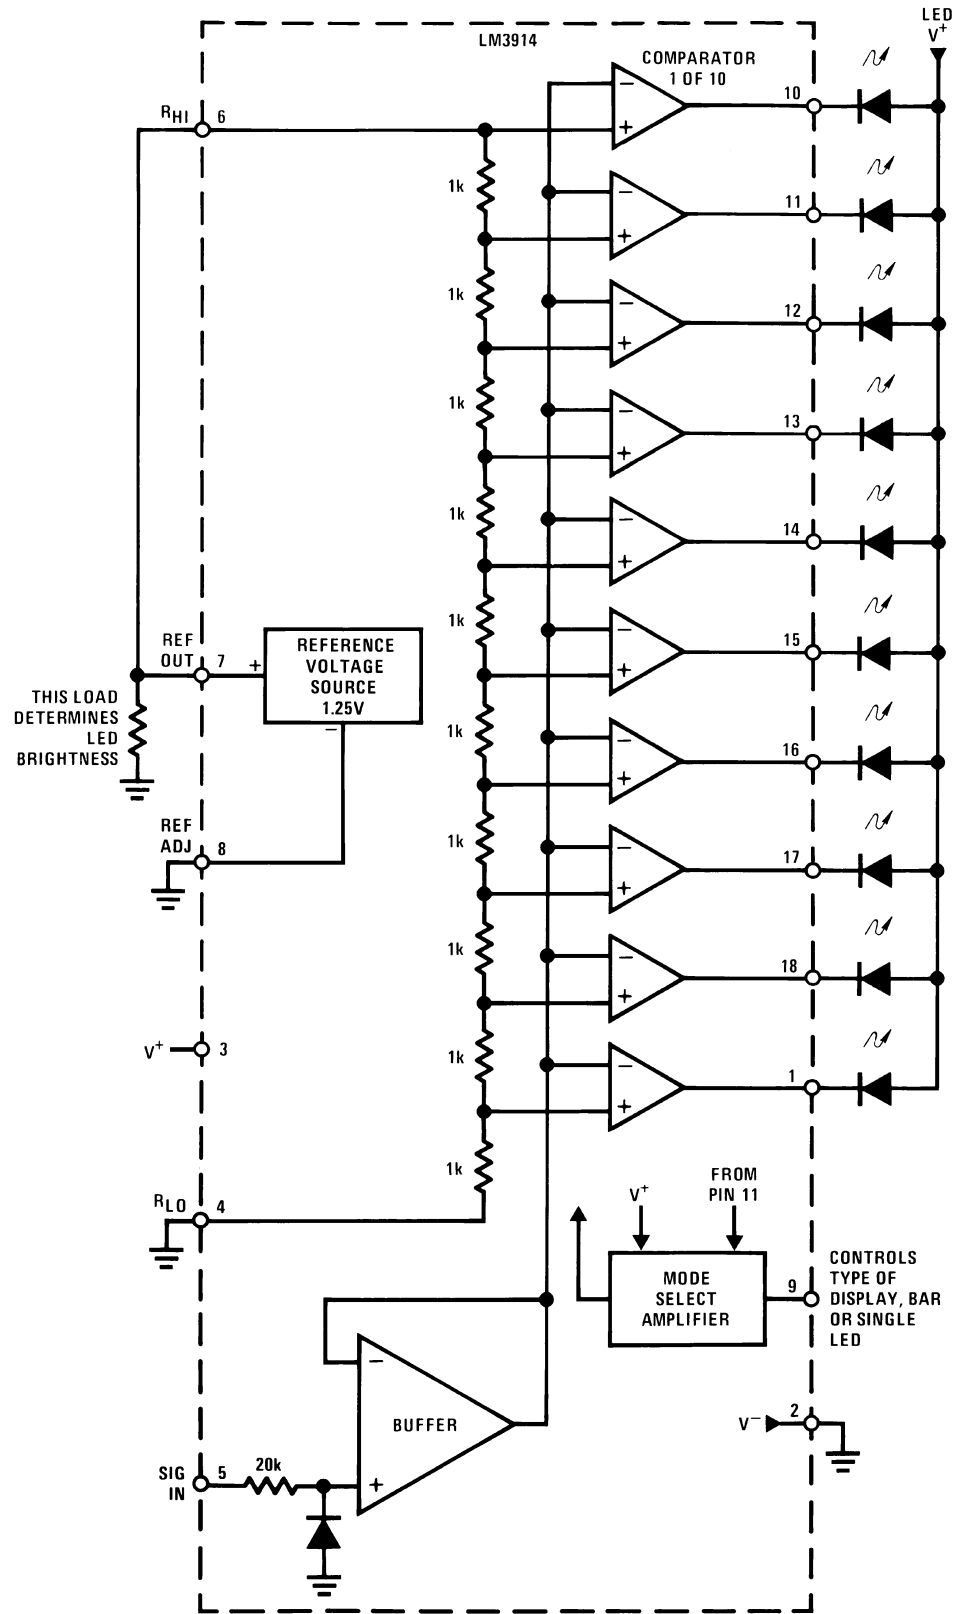 LED
V+
LM3914
COMPARATOR
1 OF 10
10
RHI
6
−
+
1k
11
−
+
1k
12
−
+
1k
13
−
+
1k
14
−
+
1k
15
−
+
REF
OUT
7
+
REFERENCE
VOLTAGE
SOURCE
1.25V
−
THIS LOAD
DETERMINES
LED
BRIGHTNESS
1k
16
−
+
REF
ADJ
8
1k
17
−
+
1k
18
−
+
V+
3
1k
1
−
+
1k
RLO
4
V+
FROM
PIN 11
MODE
SELECT
AMPLIFIER
9
CONTROLS
TYPE OF
DISPLAY, BAR
OR SINGLE
LED
−
BUFFER
+
V−
2
SIG
IN
5
20k